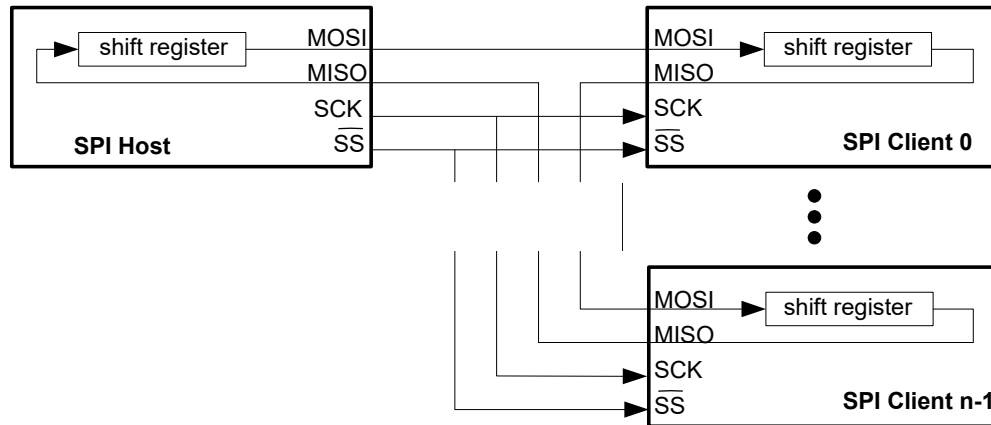 shift register
MOSI
MISO
SCK
SS
SPI Host
MOSI
shift register
MISO
SCK
SS
SPI Client 0
MOSI
shift register
MISO
SCK
SS
SPI Client n-1